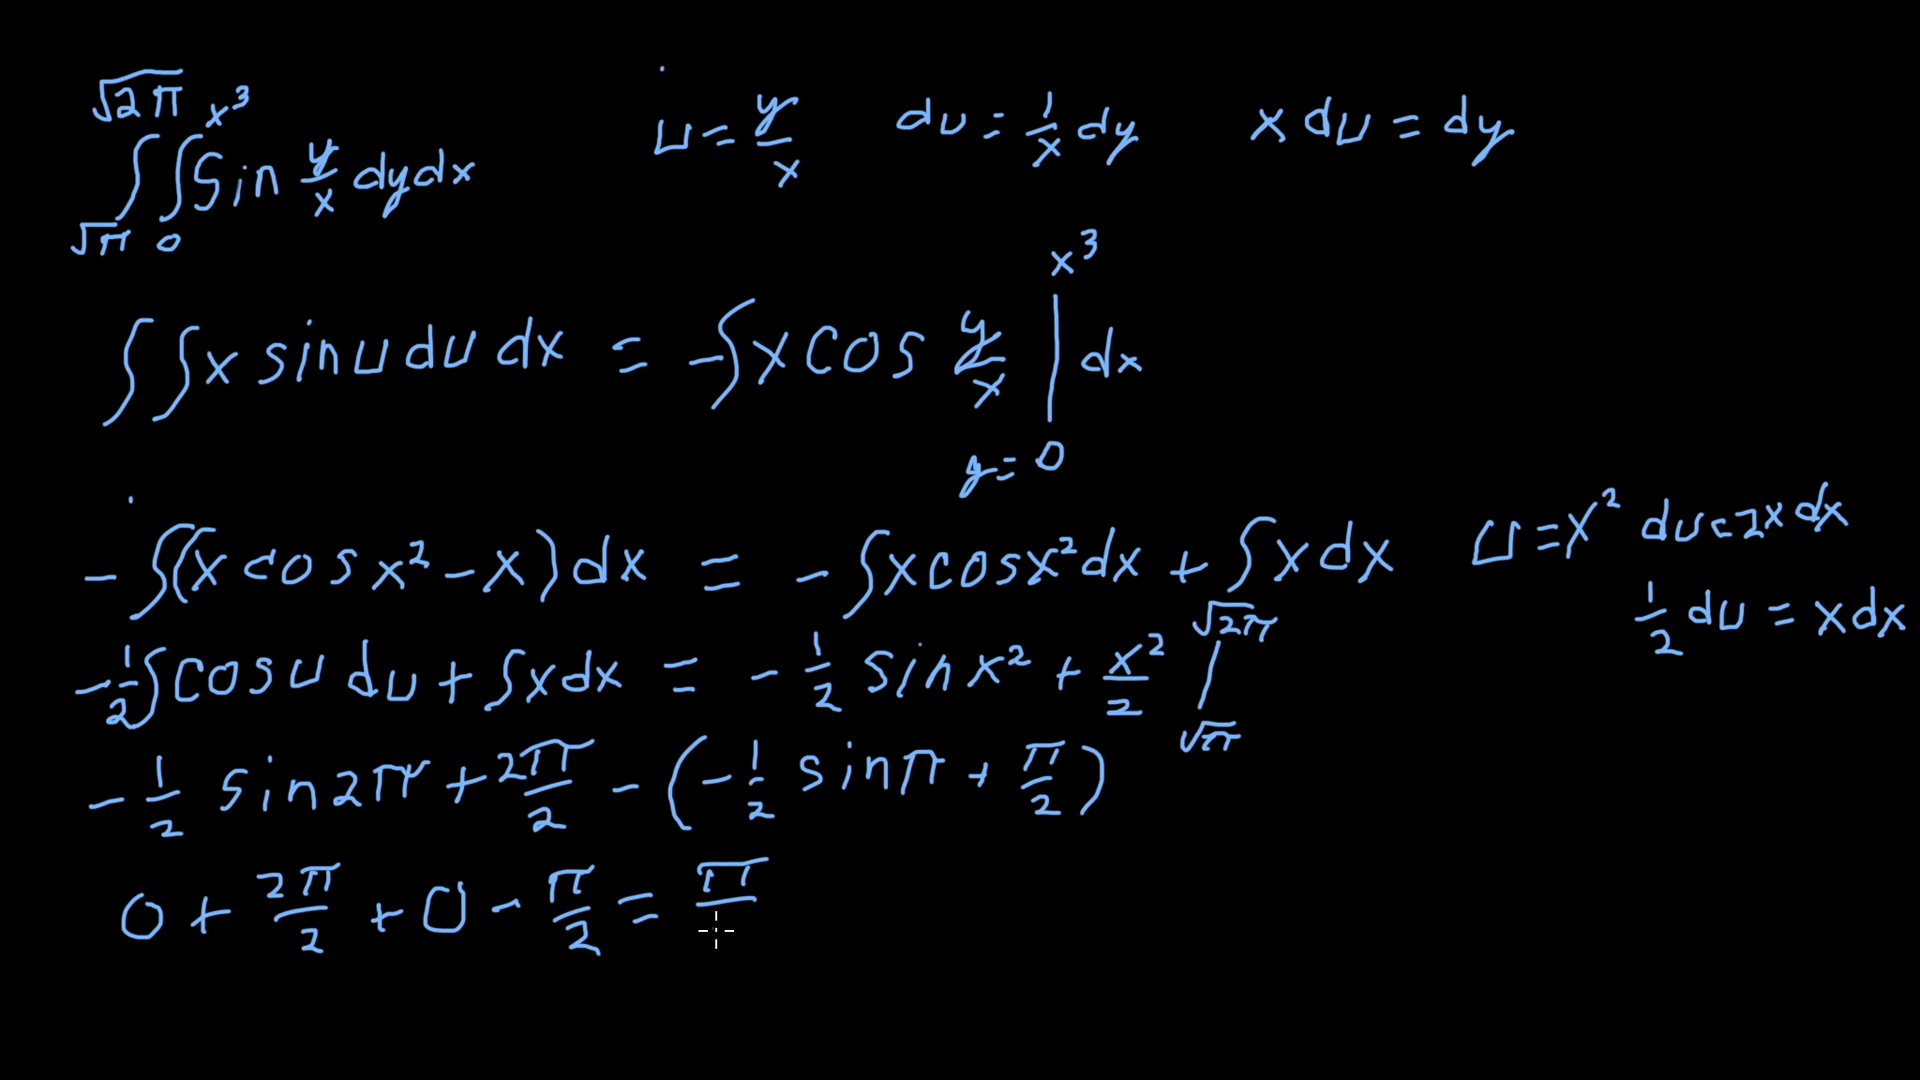 ∫_{√π}^{√2π} ∫_0^{x³} sin y/x dy dx   u = y/x   du = 1/x dy   x du = dy
∫∫ x sin u du dx = -∫ x cos y/x |_{y=0}^{x³} dx
-∫(x cos x² - x) dx = -∫ x cos x² dx + ∫ x dx   u = x²   du = 2x dx
1/2 du = x dx
-1/2 ∫ cos u du + ∫ x dx = -1/2 sin x² + x²/2 |_{√π}^{√2π}
-1/2 sin 2π + 2π/2 - (-1/2 sin π + π/2)
0 + 2π/2 + 0 - π/2 = π/